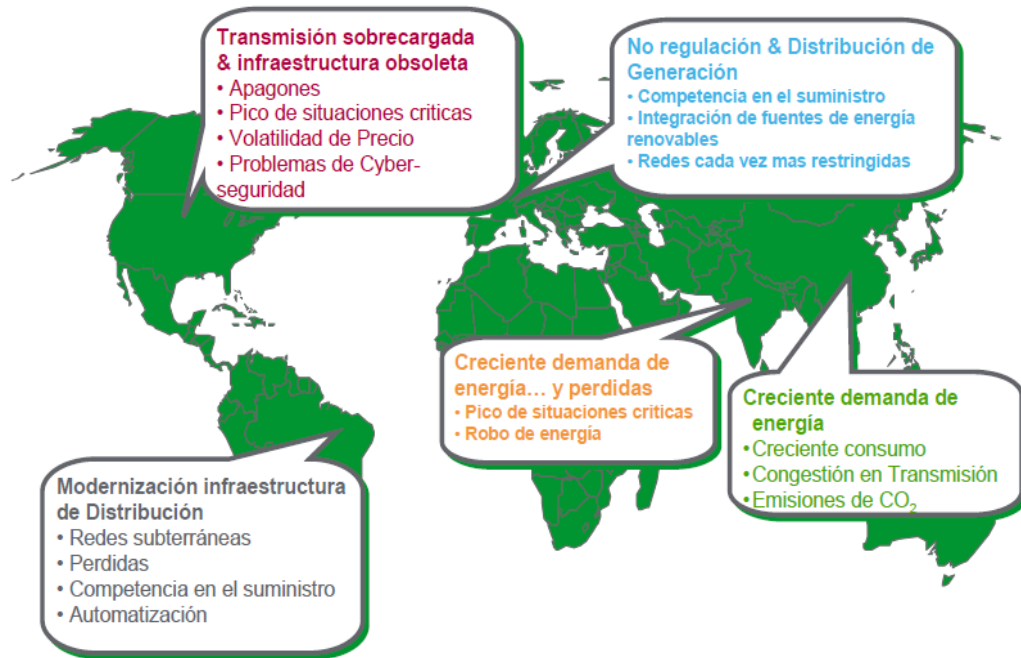 Transmisión sobrecargada
& infraestructura obsoleta
• Apagones
• Pico de situaciones criticas
• Volatilidad de Precio
• Problemas de Cyber-
seguridad
No regulación & Distribución de
Generación
• Competencia en el suministro
• Integración de fuentes de energía
renovables
• Redes cada vez mas restringidas
Creciente demanda de
energía... y perdidas
• Pico de situaciones criticas
• Robo de energía
Creciente demanda de
energía
•Creciente consumo
•Congestión en Transmisión
•Emisiones de CO₂
Modernización infraestructura
de Distribución
• Redes subterráneas
• Perdidas
• Competencia en el suministro
• Automatización